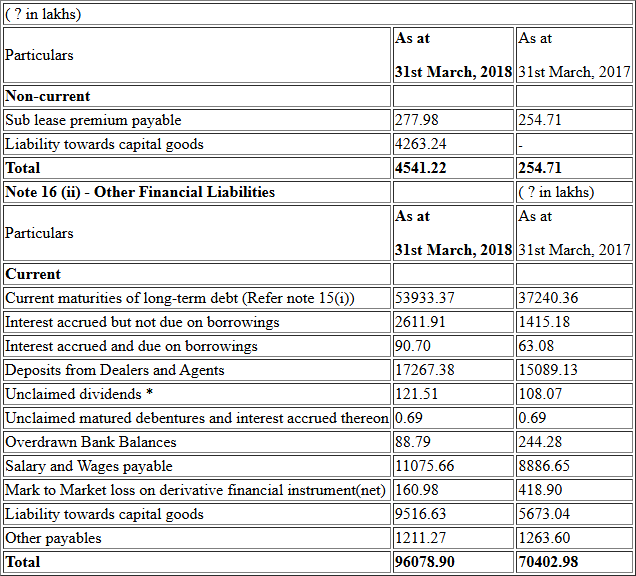 ( ? in lakhs)
Particulars As at 31st March, 2018 As at 31st March, 2017
Non-current
Sub lease premium payable 277.98 254.71
Liability towards capital goods 4263.24 -
Total 4541.22 254.71
Note 16 (ii) - Other Financial Liabilities ( ? in lakhs)
Particulars As at 31st March, 2018 As at 31st March, 2017
Current
Current maturities of long-term debt (Refer note 15(i)) 53933.37 37240.36
Interest accrued but not due on borrowings 2611.91 1415.18
Interest accrued and due on borrowings 90.70 63.08
Deposits from Dealers and Agents 17267.38 15089.13
Unclaimed dividends * 121.51 108.07
Unclaimed matured debentures and interest accrued thereon 0.69 0.69
Overdrawn Bank Balances 88.79 244.28
Salary and Wages payable 11075.66 8886.65
Mark to Market loss on derivative financial instrument(net) 160.98 418.90
Liability towards capital goods 9516.63 5673.04
Other payables 1211.27 1263.60
Total 96078.90 70402.98